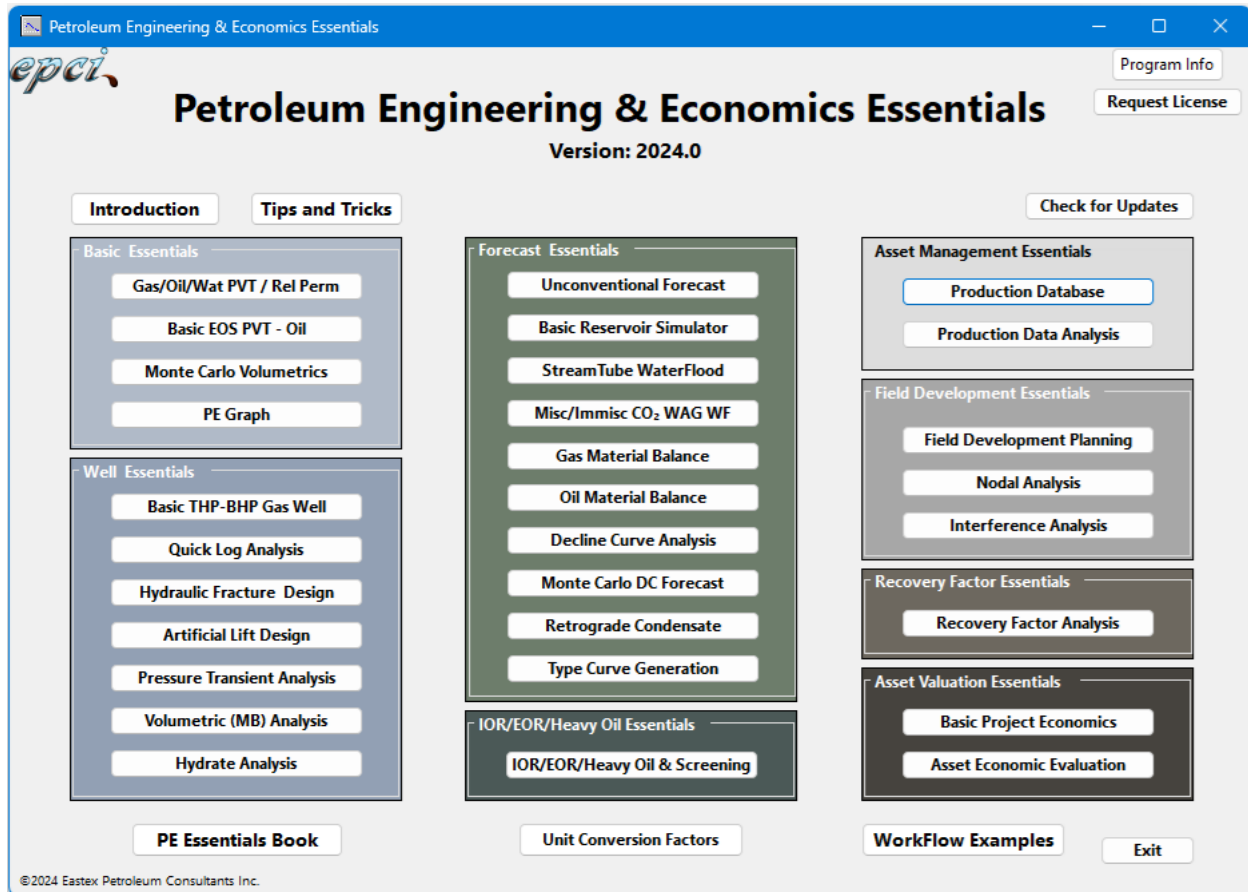 Petroleum Engineering & Economics Essentials
epci
Program Info
Request License
Petroleum Engineering & Economics Essentials
Version: 2024.0
Introduction
Tips and Tricks
Check for Updates
Basic Essentials
Gas/Oil/Wat PVT / Rel Perm
Basic EOS PVT - Oil
Monte Carlo Volumetrics
PE Graph
Well Essentials
Basic THP-BHP Gas Well
Quick Log Analysis
Hydraulic Fracture Design
Artificial Lift Design
Pressure Transient Analysis
Volumetric (MB) Analysis
Hydrate Analysis
Forecast Essentials
Unconventional Forecast
Basic Reservoir Simulator
StreamTube WaterFlood
Misc/Immisc CO₂ WAG WF
Gas Material Balance
Oil Material Balance
Decline Curve Analysis
Monte Carlo DC Forecast
Retrograde Condensate
Type Curve Generation
IOR/EOR/Heavy Oil Essentials
IOR/EOR/Heavy Oil & Screening
Asset Management Essentials
Production Database
Production Data Analysis
Field Development Essentials
Field Development Planning
Nodal Analysis
Interference Analysis
Recovery Factor Essentials
Recovery Factor Analysis
Asset Valuation Essentials
Basic Project Economics
Asset Economic Evaluation
PE Essentials Book
Unit Conversion Factors
WorkFlow Examples
Exit
©2024 Eastex Petroleum Consultants Inc.